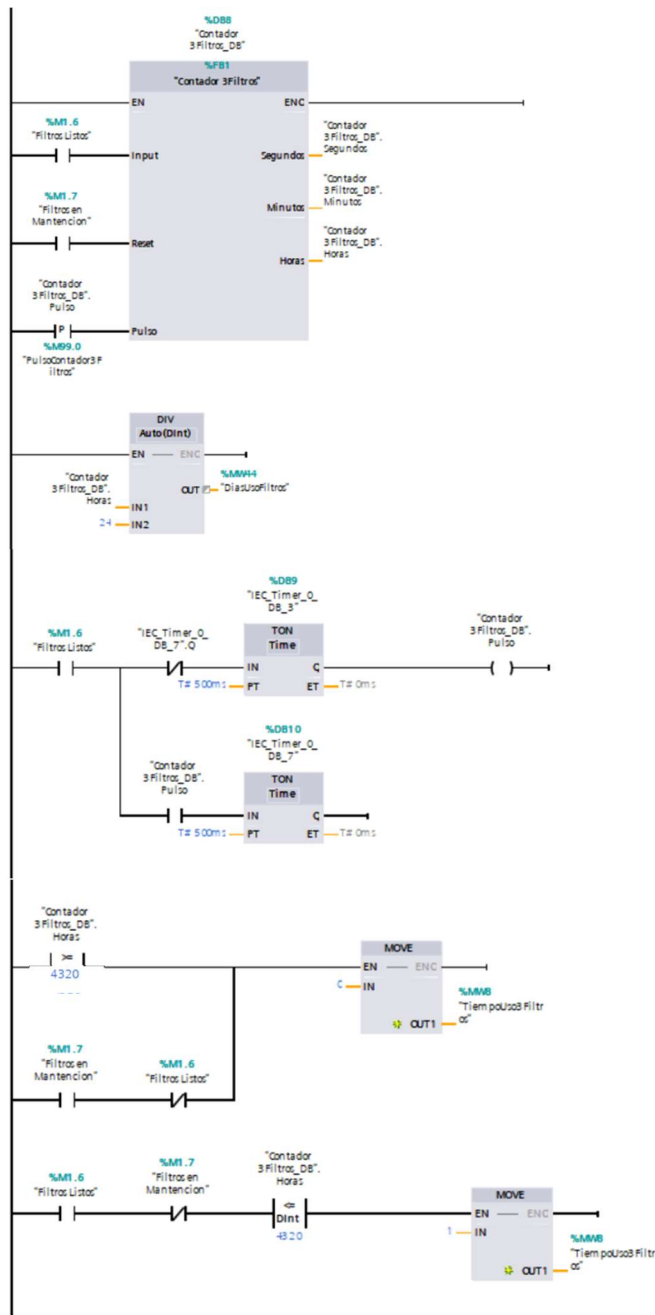 %DB8
"Contador
3Filtros_DB"
%FB1
"Contador 3Filtros"
EN ENO
%M1.6
"Filtros Listos"
Input
Segundos
"Contador
3Filtros_DB".
Segundos
Minutos
"Contador
3Filtros_DB".
Minutos
%M1.7
"Filtros en
Mantencion"
Reset
Horas
"Contador
3Filtros_DB".
Horas
"Contador
3Filtros_DB".
Pulso
P
Pulso
%M99.0
"PulsoContador3F
iltros"
DIV
Auto(DInt)
EN ENO
"Contador
3Filtros_DB".
Horas
IN1
24 IN2
OUT
%MW44
"DiasUsoFiltros"
%M1.6
"Filtros Listos"
"IEC_Timer_0_
DB_7".Q
%DB9
"IEC_Timer_0_
DB_3"
TON
Time
IN Q
T# 500ms PT ET T# 0ms
"Contador
3Filtros_DB".
Pulso
"Contador
3Filtros_DB".
Pulso
%DB10
"IEC_Timer_0_
DB_7"
TON
Time
IN Q
T# 500ms PT ET T# 0ms
"Contador
3Filtros_DB".
Horas
>=
4320
MOVE
EN ENO
0 IN
OUT1
%MW8
"TiempoUso3Filtr
os"
%M1.7
"Filtros en
Mantencion"
%M1.6
"Filtros Listos"
%M1.6
"Filtros Listos"
%M1.7
"Filtros en
Mantencion"
"Contador
3Filtros_DB".
Horas
<=
DInt
4320
MOVE
EN ENO
1 IN
OUT1
%MW8
"TiempoUso3Filtr
os"